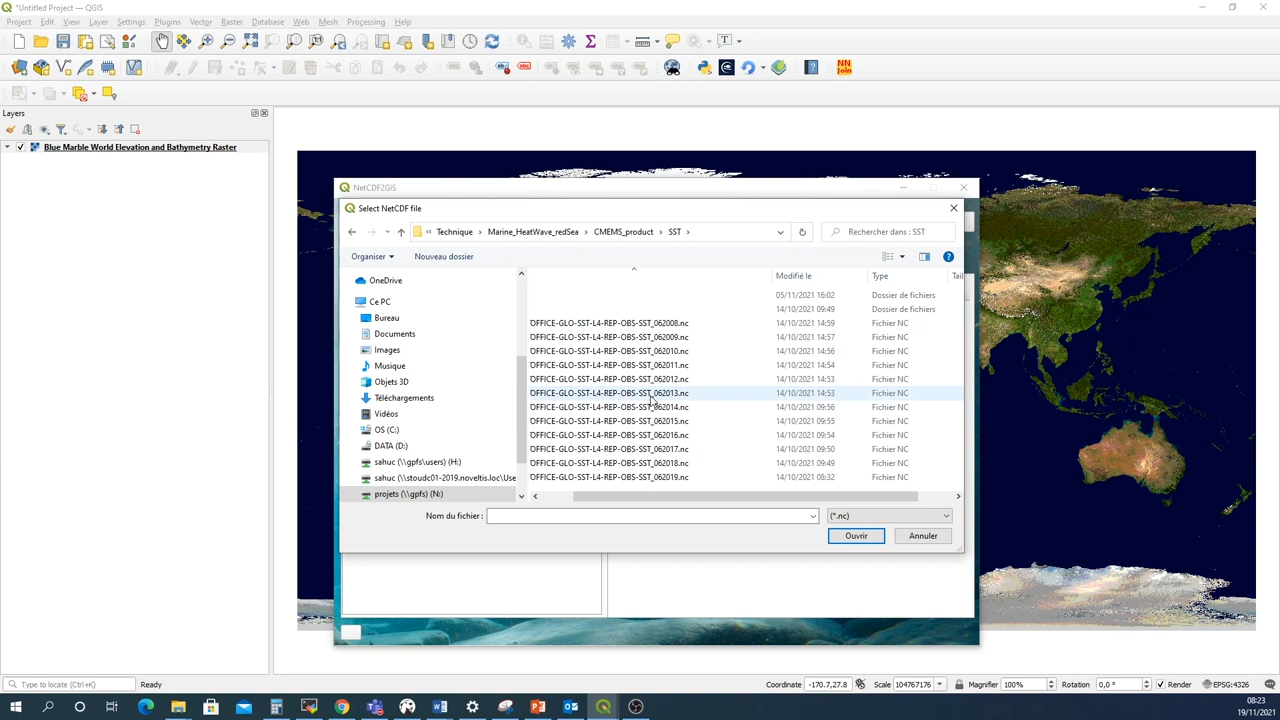 *Untitled Project — QGIS
Project Edit View Layer Settings Plugins Vector Raster Database Web Mesh Processing Help
NN
Join
Layers
Blue Marble World Elevation and Bathymetry Raster
NetCDF2GIS
Select NetCDF file
« Technique > Marine_HeatWave_redSea > CMEMS_product > SST >
Rechercher dans : SST
Organiser
Nouveau dossier
Modifié le Type Tail
OneDrive
Ce PC
Bureau
Documents
Images
Musique
Objets 3D
Téléchargements
Vidéos
OS (C:)
DATA (D:)
sahuc (\\gpfs\users) (H:)
sahuc (\\stoudc01-2019.noveltis.loc\Use
projets (\\gpfs) (N:)
05/11/2021 16:02 Dossier de fichiers
14/10/2021 09:49 Dossier de fichiers
OFFICE-GLO-SST-L4-REP-OBS-SST_062008.nc 14/10/2021 14:59 Fichier NC
OFFICE-GLO-SST-L4-REP-OBS-SST_062009.nc 14/10/2021 14:57 Fichier NC
OFFICE-GLO-SST-L4-REP-OBS-SST_062010.nc 14/10/2021 14:56 Fichier NC
OFFICE-GLO-SST-L4-REP-OBS-SST_062011.nc 14/10/2021 14:54 Fichier NC
OFFICE-GLO-SST-L4-REP-OBS-SST_062012.nc 14/10/2021 14:53 Fichier NC
OFFICE-GLO-SST-L4-REP-OBS-SST_062013.nc 14/10/2021 14:53 Fichier NC
OFFICE-GLO-SST-L4-REP-OBS-SST_062014.nc 14/10/2021 09:56 Fichier NC
OFFICE-GLO-SST-L4-REP-OBS-SST_062015.nc 14/10/2021 09:55 Fichier NC
OFFICE-GLO-SST-L4-REP-OBS-SST_062016.nc 14/10/2021 09:54 Fichier NC
OFFICE-GLO-SST-L4-REP-OBS-SST_062017.nc 14/10/2021 09:50 Fichier NC
OFFICE-GLO-SST-L4-REP-OBS-SST_062018.nc 14/10/2021 09:49 Fichier NC
OFFICE-GLO-SST-L4-REP-OBS-SST_062019.nc 14/10/2021 08:32 Fichier NC
Nom du fichier :
(*.nc)
Ouvrir
Annuler
Type to locate (Ctrl+K)
Ready
Coordinate -170.7,27.8
Scale 104767176
Magnifier 100%
Rotation 0,0 °
Render
EPSG:4326
08:23
19/11/2021